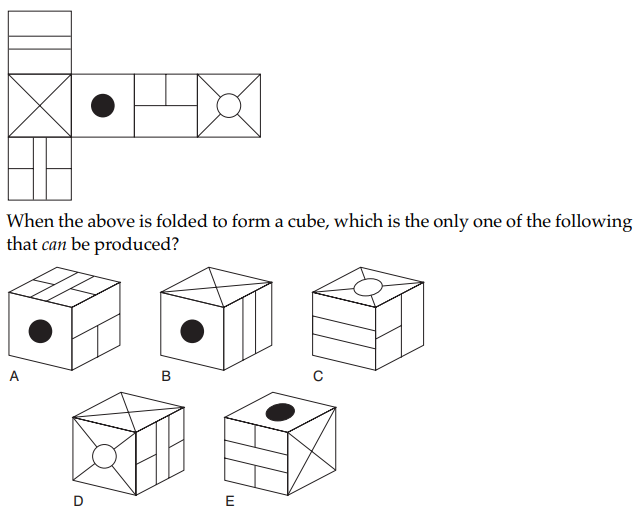 When the above is folded to form a cube, which is the only one of the following
that can be produced?
A
B
C
D
E